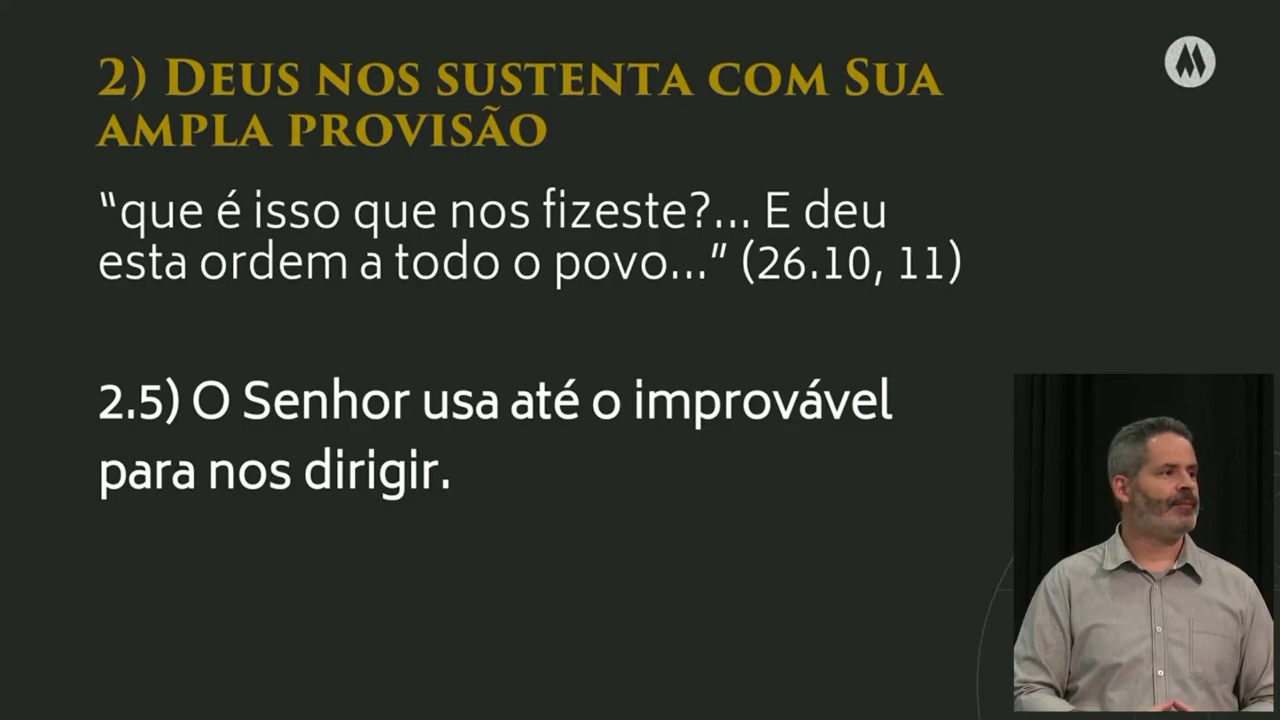 2) Deus nos sustenta com Sua
ampla provisão
“que é isso que nos fizeste?... E deu
esta ordem a todo o povo...” (26.10, 11)
2.5) O Senhor usa até o improvável
para nos dirigir.